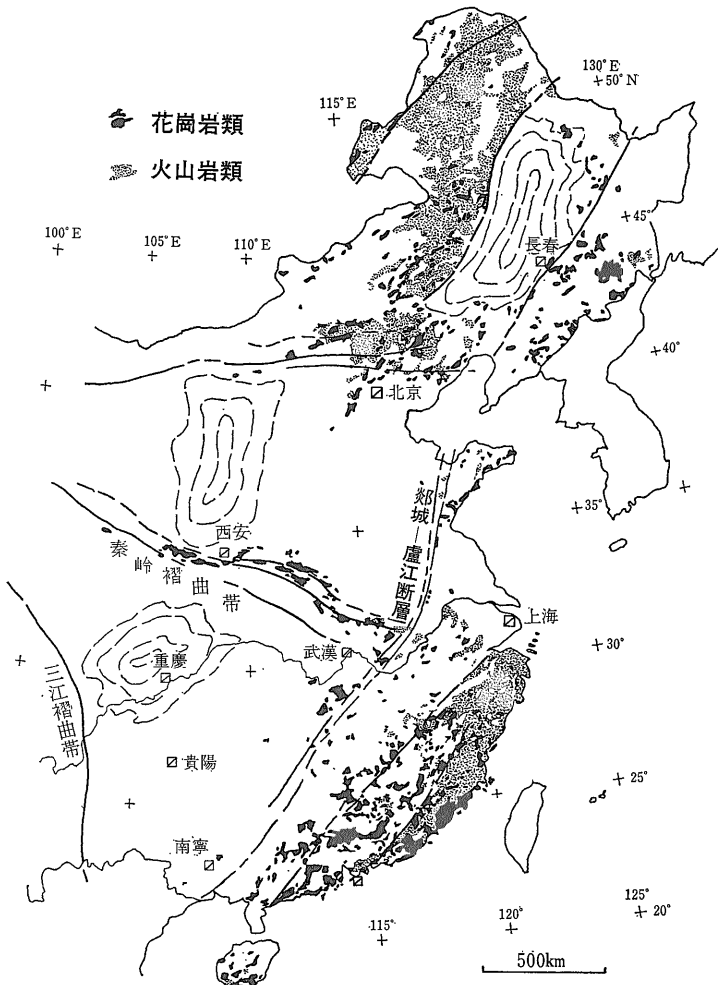 130°E
50°N
115°E
花崗岩類
火山岩類
45°
100°E
105°E
110°E
長春
40°
北京
35°
郯城—廬江断層
西安
秦岭褶曲帯
上海
30°
武漢
重慶
三江褶曲帯
貴陽
25°
南寧
125°
20°
120°
115°
500km